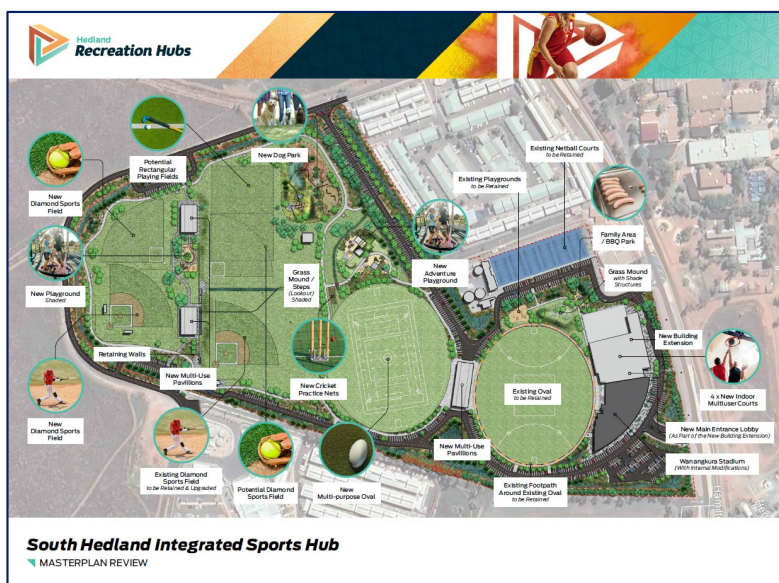 Hedland
Recreation Hubs
New Dog Park
Existing Netball Courts
to be Retained
Potential
Rectangular
Playing Fields
Existing Playgrounds
to be Retained
New
Diamond Sports
Field
Family Area
/ BBQ Park
New
Adventure
Playground
Grass
Mound /
Steps
(Lookout)
Shaded
Grass Mound
with Shade
Structures
New Playground
Shaded
New Building
Extension
Retaining Walls
New Multi-Use
Pavillions
New Cricket
Practice Nets
Existing Oval
to be Retained
4 x New Indoor
Multiuser Courts
New
Diamond Sports
Field
New Main Entrance Lobby
(As Part of the New Building Extension)
New Multi-Use
Pavillions
Wanangkura Stadium
(With Internal Modifications)
Existing Diamond
Sports Field
to be Retained & Upgraded
Potential Diamond
Sports Field
New
Multi-purpose Oval
Existing Footpath
Around Existing Oval
to be Retained
South Hedland Integrated Sports Hub
MASTERPLAN REVIEW